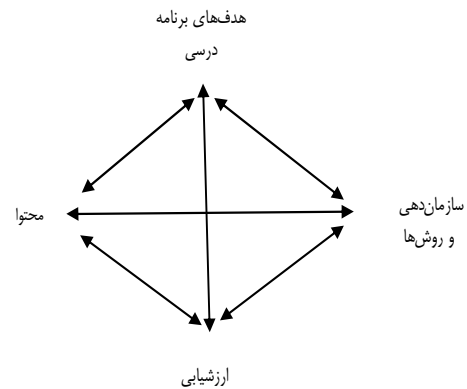 هدف‌های برنامه
درسی
سازمان‌دهی
و روش‌ها
محتوا
ارزشیابی